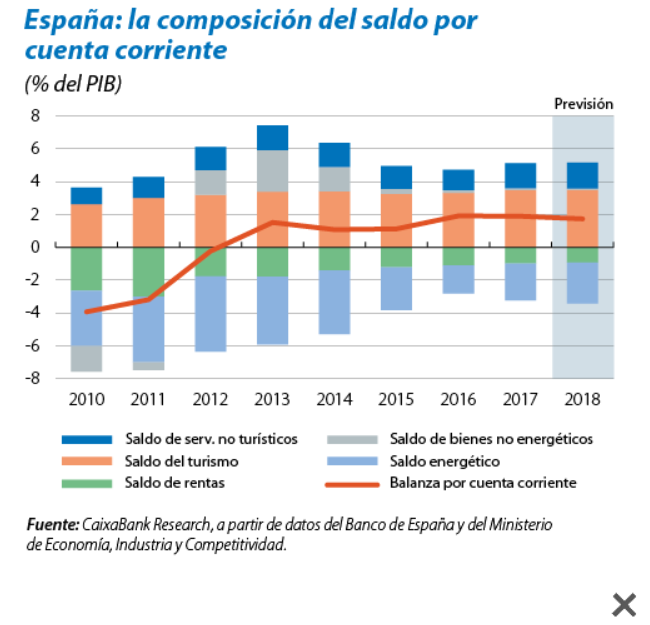 España: la composición del saldo por
cuenta corriente
(% del PIB)
Previsión
8
6
4
2
0
-2
-4
-6
-8
2010 2011 2012 2013 2014 2015 2016 2017 2018
Saldo de serv. no turísticos
Saldo de bienes no energéticos
Saldo del turismo
Saldo energético
Saldo de rentas
Balanza por cuenta corriente
Fuente: CaixaBank Research, a partir de datos del Banco de España y del Ministerio
de Economía, Industria y Competitividad.